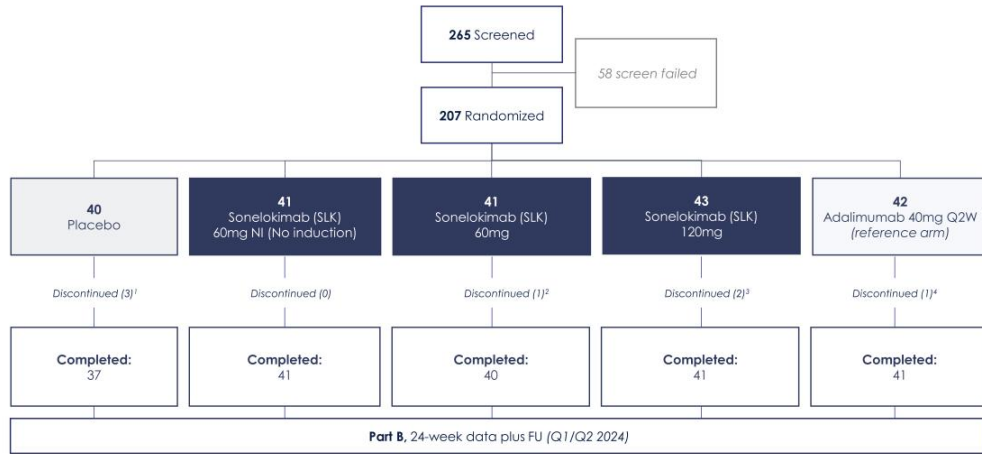 265 Screened
58 screen failed
207 Randomized
40
Placebo
41
Sonelokimab (SLK)
60mg NI (No induction)
41
Sonelokimab (SLK)
60mg
43
Sonelokimab (SLK)
120mg
42
Adalimumab 40mg Q2W
(reference arm)
Discontinued (3)¹
Discontinued (0)
Discontinued (1)²
Discontinued (2)³
Discontinued (1)⁴
Completed:
37
Completed:
41
Completed:
40
Completed:
41
Completed:
41
Part B, 24-week data plus FU (Q1/Q2 2024)